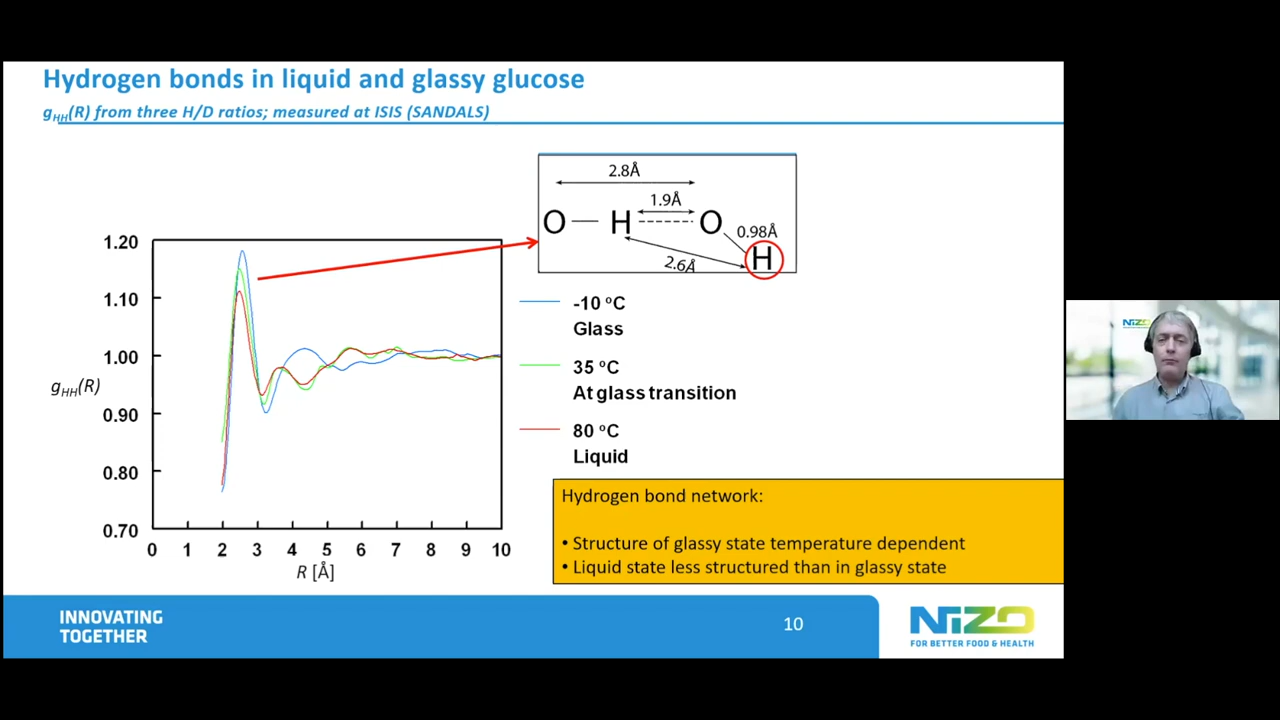 Hydrogen bonds in liquid and glassy glucose
gHH(R) from three H/D ratios; measured at ISIS (SANDALS)
2.8Å
1.9Å
O H O
0.98Å
H
2.6Å
1.20
1.10
1.00
gHH(R)
0.90
0.80
0.70
0 1 2 3 4 5 6 7 8 9 10
R [Å]
-10 ºC
Glass
35 ºC
At glass transition
80 ºC
Liquid
Hydrogen bond network:
• Structure of glassy state temperature dependent
• Liquid state less structured than in glassy state
INNOVATING
TOGETHER
10
NiZO
FOR BETTER FOOD & HEALTH
NiZO